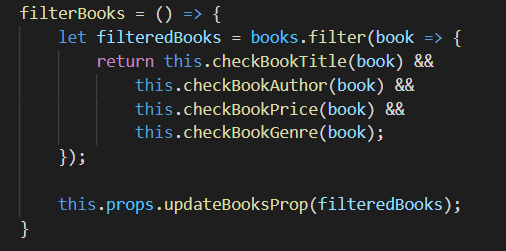 filterBooks = () => {
    let filteredBooks = books.filter(book => {
        return this.checkBookTitle(book) &&
            this.checkBookAuthor(book) &&
            this.checkBookPrice(book) &&
            this.checkBookGenre(book);
    });

    this.props.updateBooksProp(filteredBooks);
}